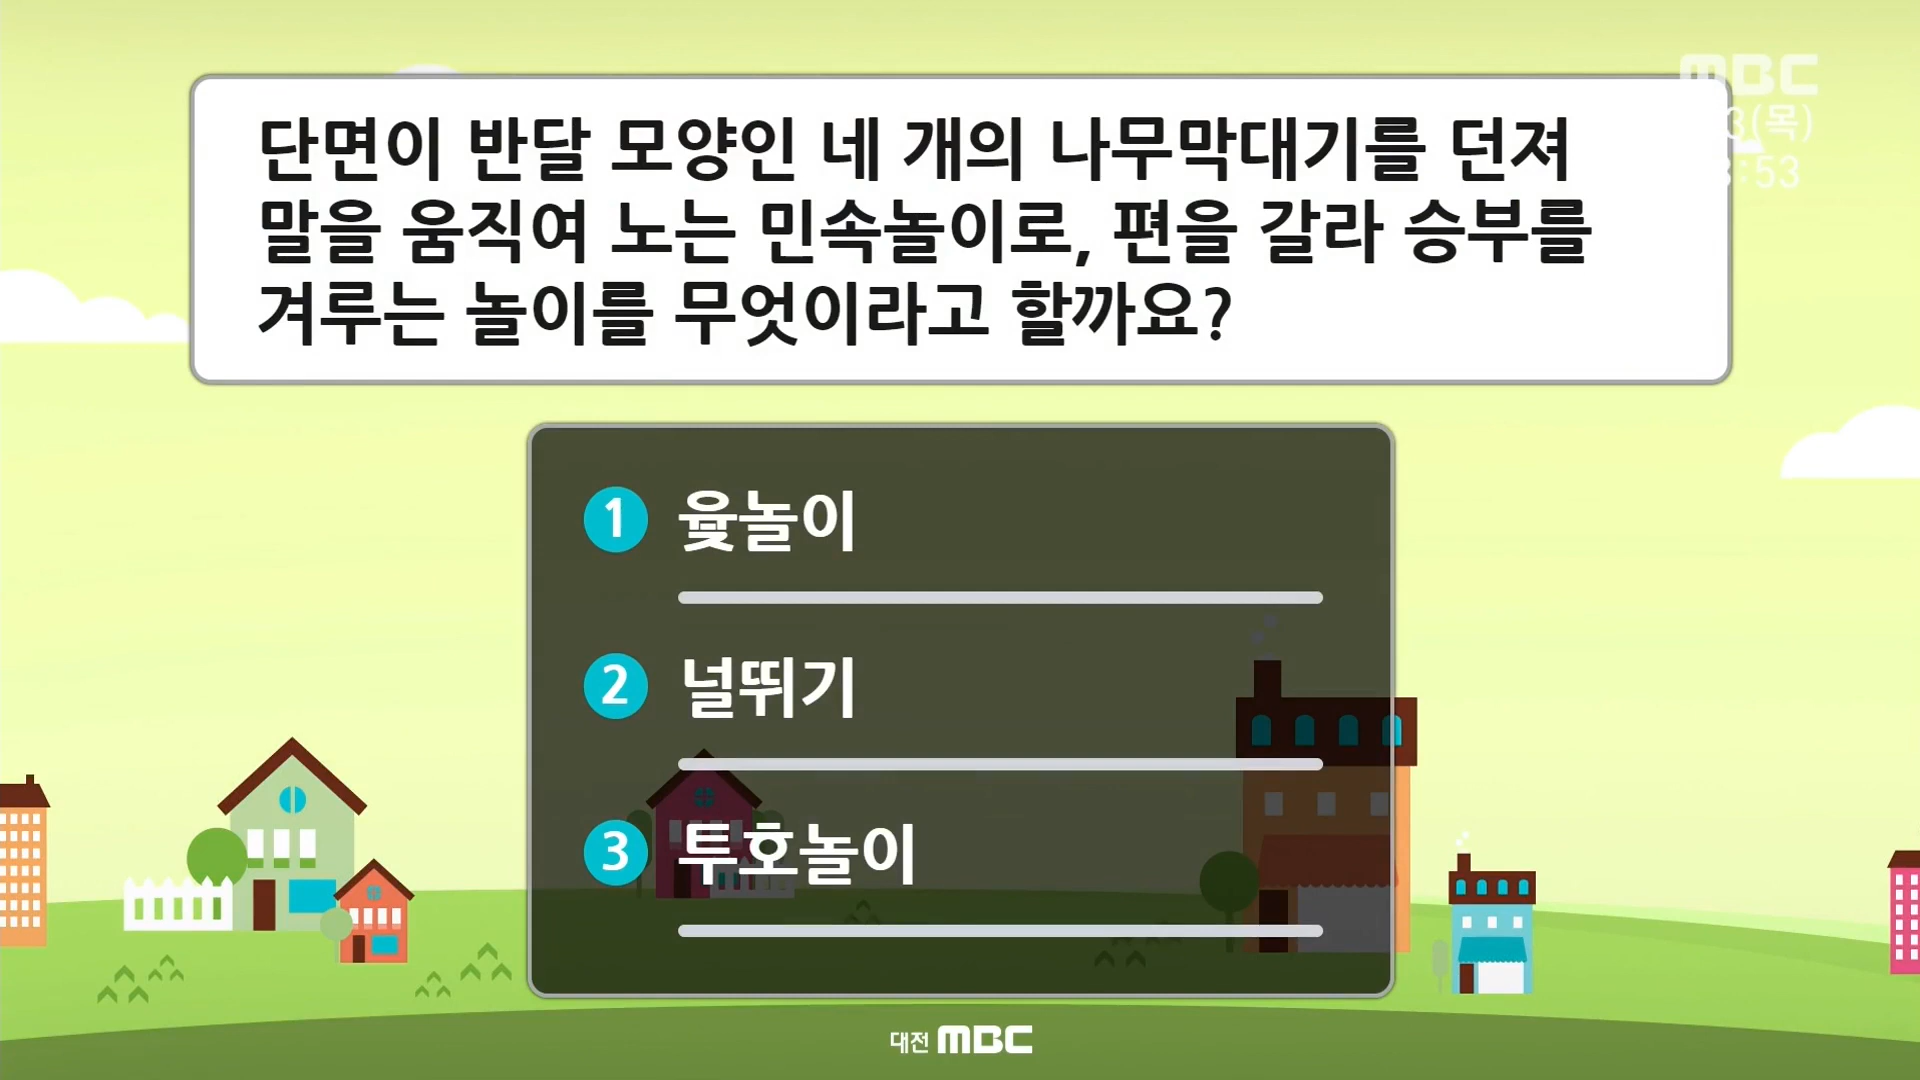 MBC
3(목)
:53
단면이 반달 모양인 네 개의 나무막대기를 던져
말을 움직여 노는 민속놀이로, 편을 갈라 승부를
겨루는 놀이를 무엇이라고 할까요?
1 윷놀이
2 널뛰기
3 투호놀이
대전 MBC